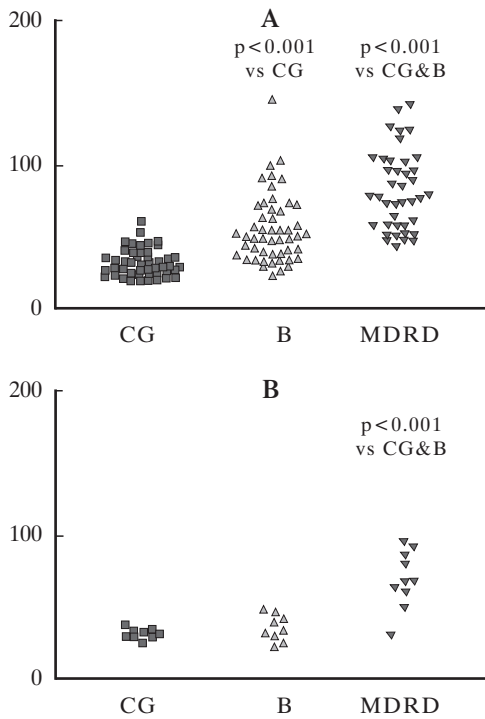 A
200
p<0.001
vs CG
p<0.001
vs CG&B
100
0
CG B MDRD
B
200
p<0.001
vs CG&B
100
0
CG B MDRD